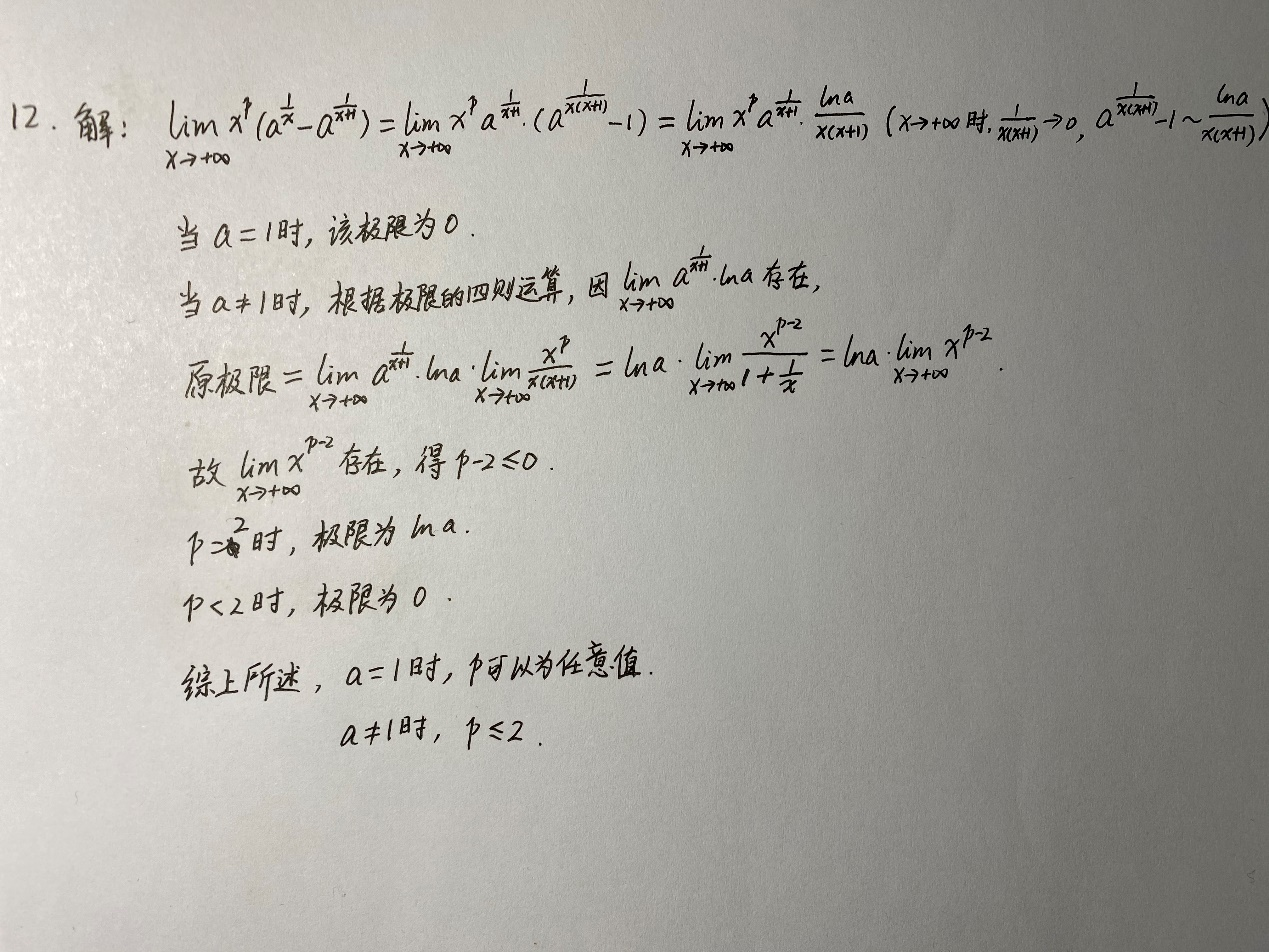 12. 解: lim_{x→+∞} x^p (a^{1/x} - a^{1/(x+1)}) = lim_{x→+∞} x^p a^{1/(x+1)} · (a^{1/(x(x+1))} - 1) = lim_{x→+∞} x^p a^{1/(x+1)} · lna/(x(x+1)) (x→+∞时, 1/(x(x+1)) → 0, a^{1/(x(x+1))} - 1 ~ lna/(x(x+1)))
当 a = 1时, 该极限为0.
当 a ≠ 1时, 根据极限的四则运算, 因 lim_{x→+∞} a^{1/(x+1)} · lna 存在,
原极限 = lim_{x→+∞} a^{1/(x+1)} · lna · lim_{x→+∞} x^p/(x(x+1)) = lna · lim_{x→+∞} x^{p-2}/(1 + 1/x) = lna · lim_{x→+∞} x^{p-2} .
故 lim_{x→+∞} x^{p-2} 存在, 得 p-2 ≤ 0.
p = 2 时, 极限为 ln a.
p < 2时, 极限为 0 .
综上所述, a = 1时, p可以为任意值.
a ≠ 1时, p ≤ 2 .